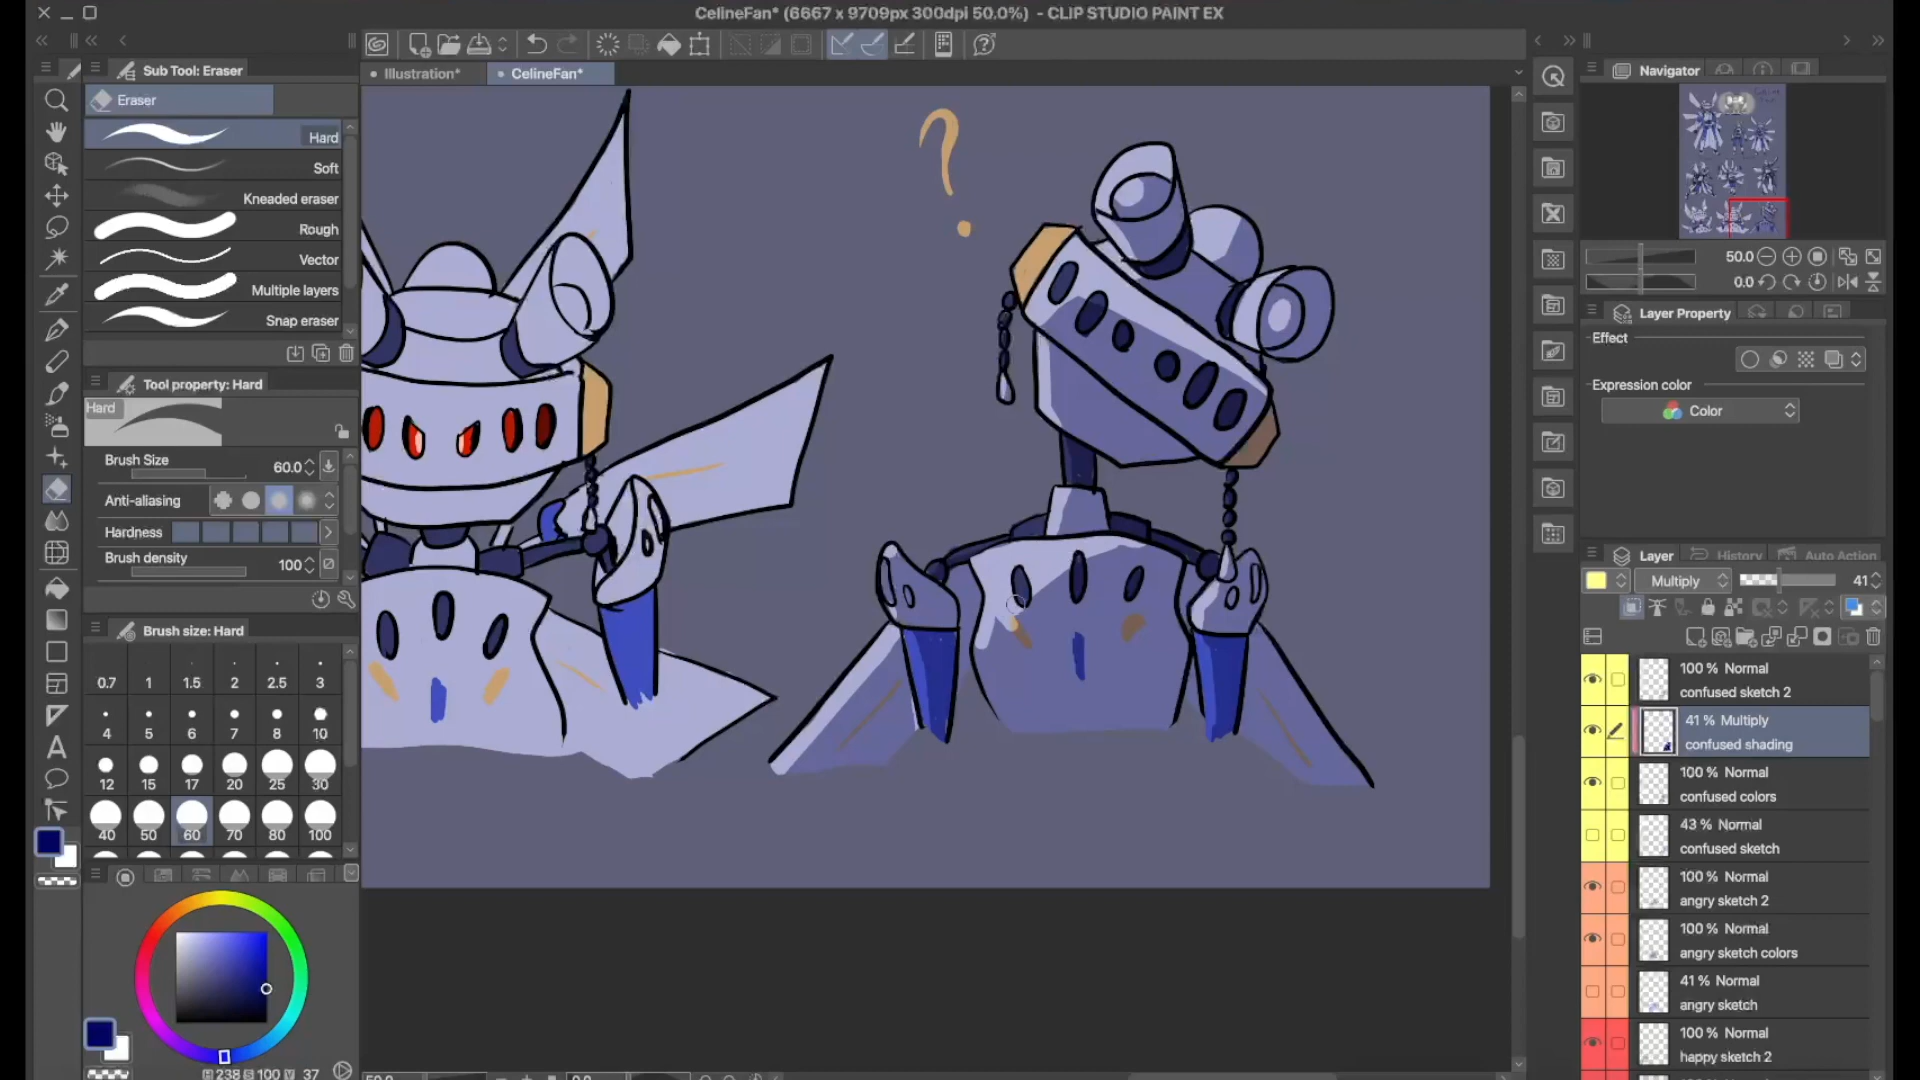 CelineFan* (6667 x 9709px 300dpi 50.0%) - CLIP STUDIO PAINT EX
Illustration*
CelineFan*
Sub Tool: Eraser
Eraser
Hard
Soft
Kneaded eraser
Rough
Vector
Multiple layers
Snap eraser
Tool property: Hard
Hard
Brush Size
60.0
Anti-aliasing
Hardness
Brush density
100
Brush size: Hard
0.7 1 1.5 2 2.5 3
4 5 6 7 8 10
12 15 17 20 25 30
40 50 60 70 80 100
238 S 100 V 37
?
Navigator
50.0
0.0
Layer Property
Effect
Expression color
Color
Layer
History
Auto Action
Multiply
41
100 % Normal
confused sketch 2
41 % Multiply
confused shading
100 % Normal
confused colors
43 % Normal
confused sketch
100 % Normal
angry sketch 2
100 % Normal
angry sketch colors
41 % Normal
angry sketch
100 % Normal
happy sketch 2